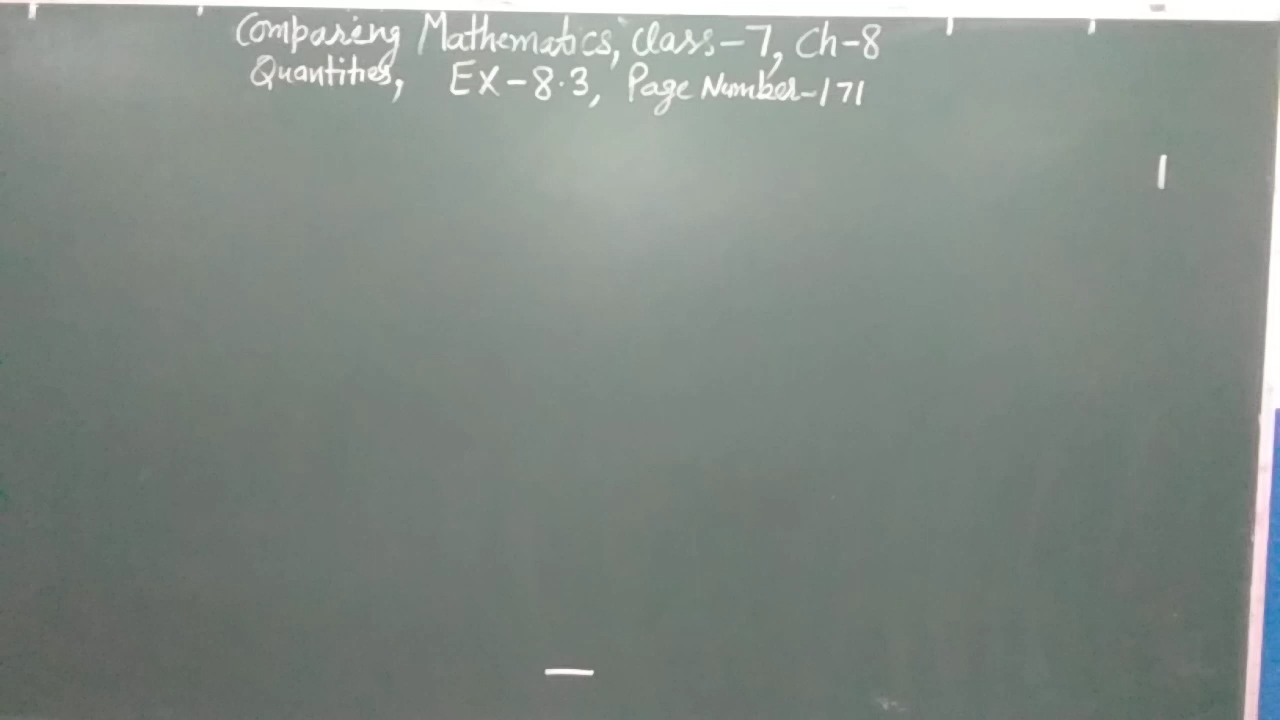 Comparing Mathematics, Class-7, Ch-8
Quantities, EX-8.3, Page Number-171